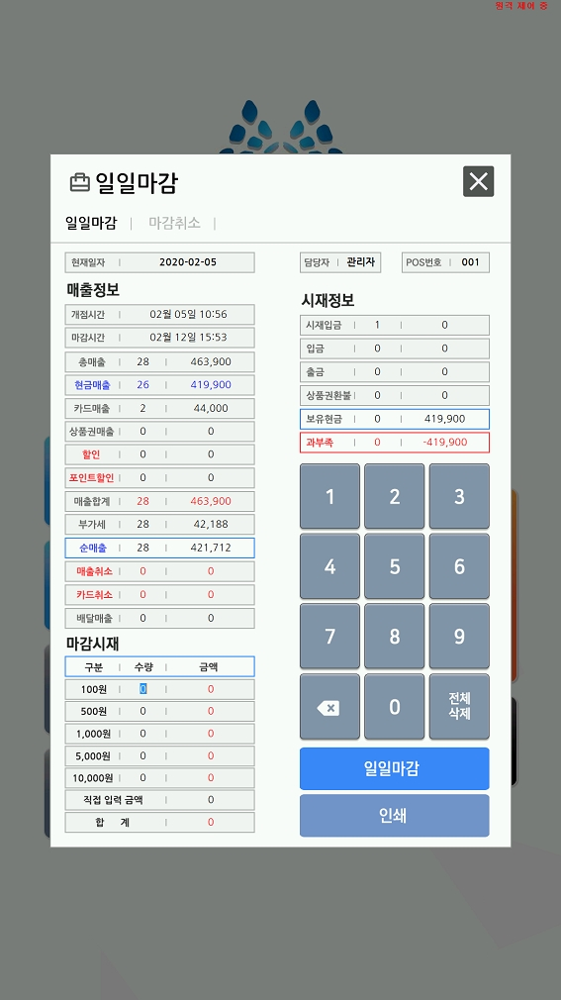 원격 제어 중
일일마감
일일마감 | 마감취소 |
현재일자 | 2020-02-05
담당자 | 관리자
POS번호 | 001
매출정보
개점시간 | 02월 05일 10:56
마감시간 | 02월 12일 15:53
총매출 | 28 | 463,900
현금매출 | 26 | 419,900
카드매출 | 2 | 44,000
상품권매출 | 0 | 0
할인 | 0 | 0
포인트할인 | 0 | 0
매출합계 | 28 | 463,900
부가세 | 28 | 42,188
순매출 | 28 | 421,712
매출취소 | 0 | 0
카드취소 | 0 | 0
배달매출 | 0 | 0
마감시재
구분 | 수량 | 금액
100원 | 0 | 0
500원 | 0 | 0
1,000원 | 0 | 0
5,000원 | 0 | 0
10,000원 | 0 | 0
직접 입력 금액 | 0
합 계 | 0
시재정보
시재입금 | 1 | 0
입금 | 0 | 0
출금 | 0 | 0
상품권환불 | 0 | 0
보유현금 | 0 | 419,900
과부족 | 0 | -419,900
1 2 3
4 5 6
7 8 9
0 전체
삭제
일일마감
인쇄